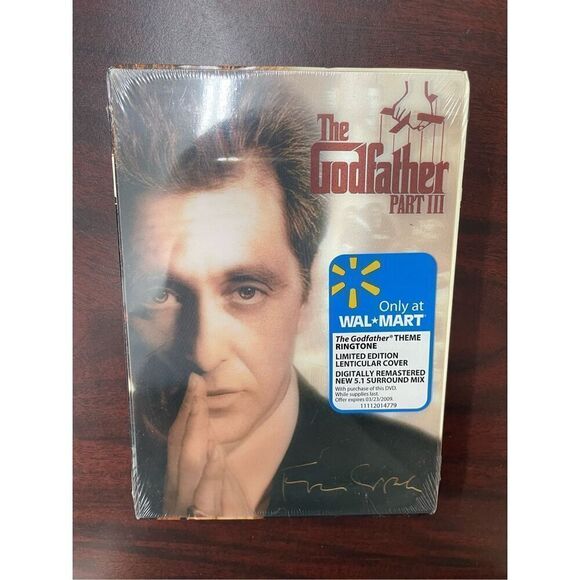 The
Godfather
PART III
Only at
WAL★MART®
The Godfather® THEME
RINGTONE
LIMITED EDITION
LENTICULAR COVER
DIGITALLY REMASTERED
NEW 5.1 SURROUND MIX
With purchase of this DVD.
While supplies last.
Offer expires 03/23/2009.
11112014779